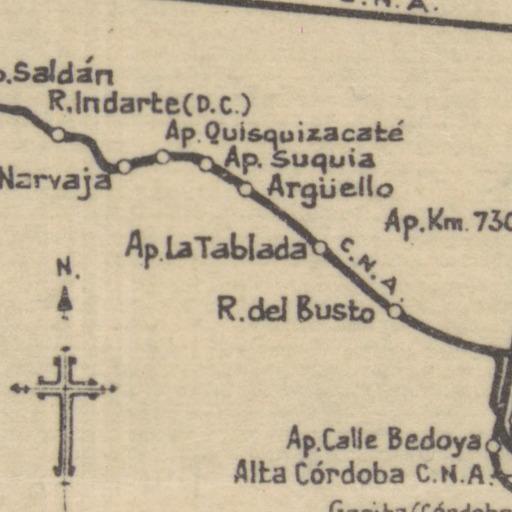 C.N.A.
Saldán
R.Indarte(D.C.)
Ap.Quisquizacaté
Ap. Suquia
Narvaja
Argüello
Ap.Km.730
Ap.La Tablada
C.N.A.
N.
R.del Busto
Ap.Calle Bedoya
Alta Córdoba C.N.A.